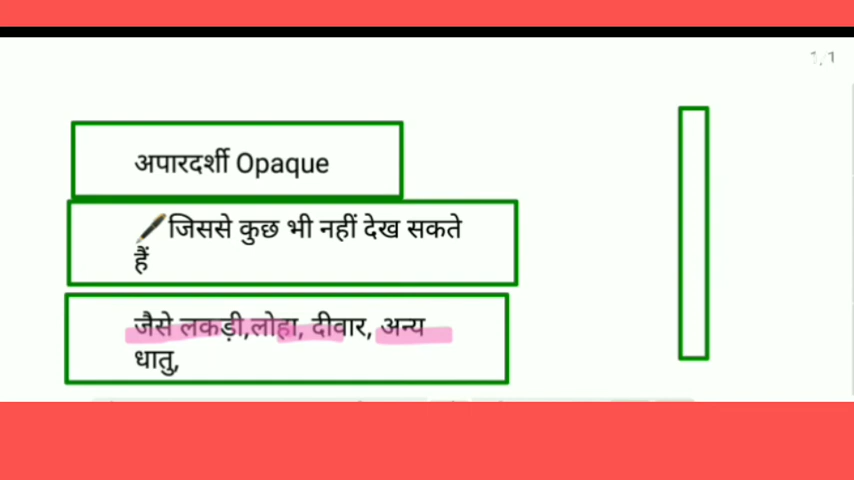 1/1
अपारदर्शी Opaque
जिससे कुछ भी नहीं देख सकते
हैं
जैसे लकड़ी,लोहा, दीवार, अन्य
धातु,